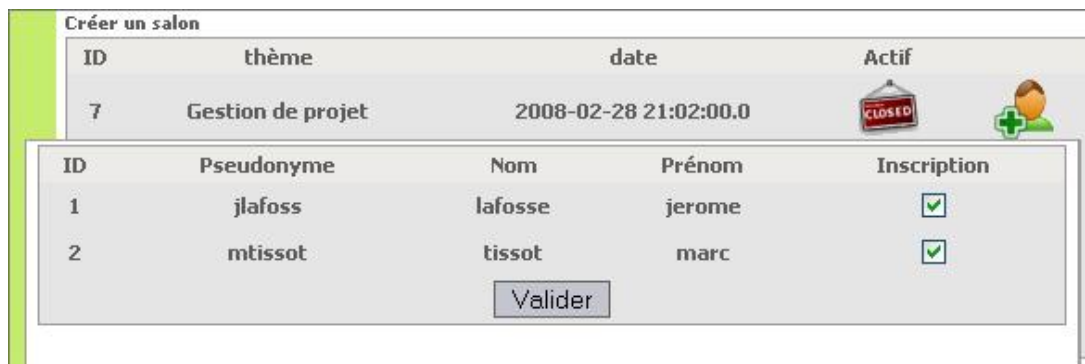 Créer un salon
ID thème date Actif
7 Gestion de projet 2008-02-28 21:02:00.0 CLOSED
ID Pseudonyme Nom Prénom Inscription
1 jlafoss lafosse jerome
2 mtissot tissot marc
Valider